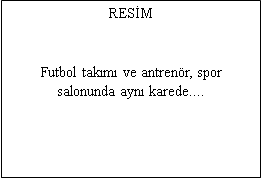 RESİM
Futbol takımı ve antrenör, spor
salonunda aynı karede....